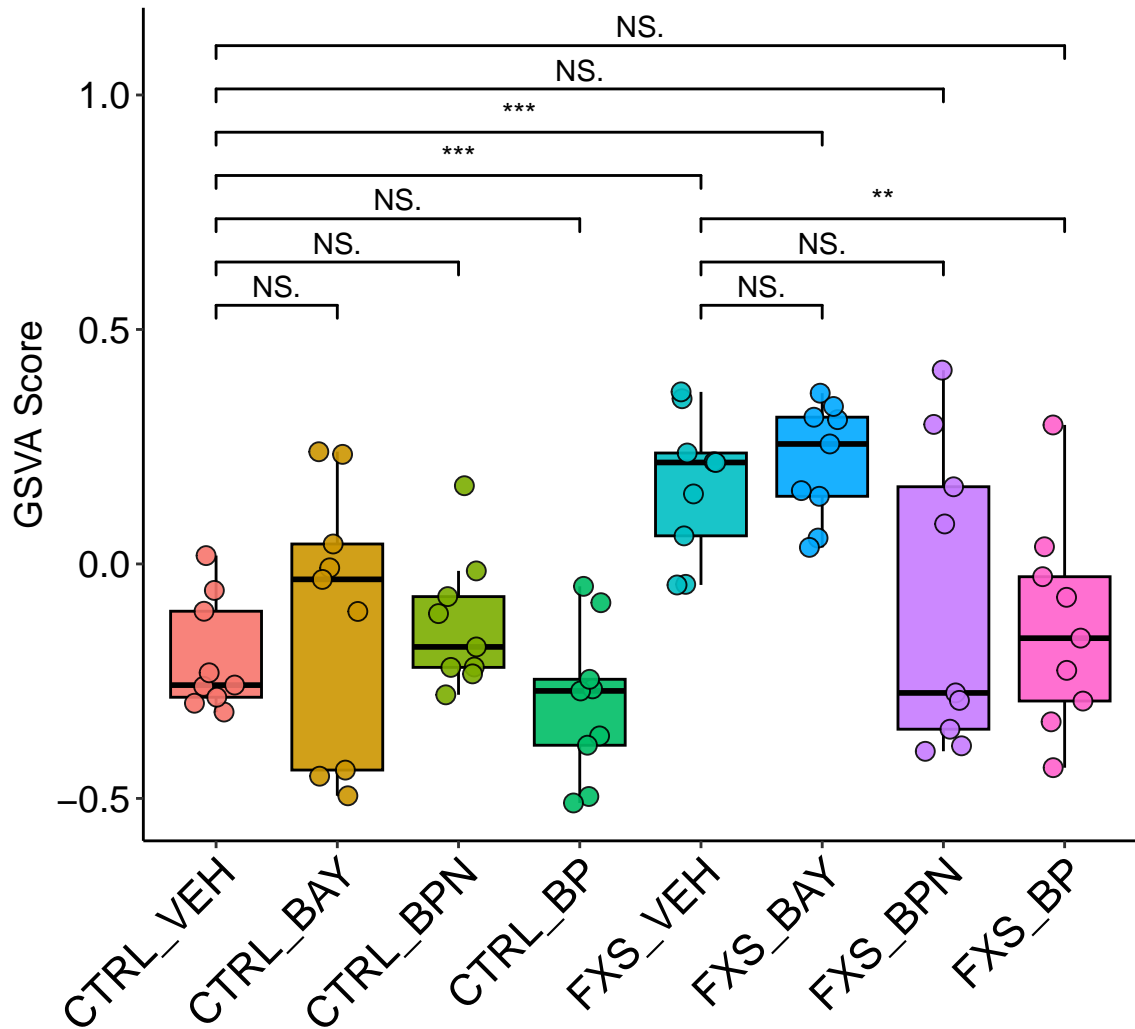 NS.
NS.
***
***
NS.
**
NS.
NS.
NS.
NS.
1.0
0.5
0.0
−0.5
GSVA Score
CTRL_VEH
CTRL_BAY
CTRL_BPN
CTRL_BP
FXS_VEH
FXS_BAY
FXS_BPN
FXS_BP